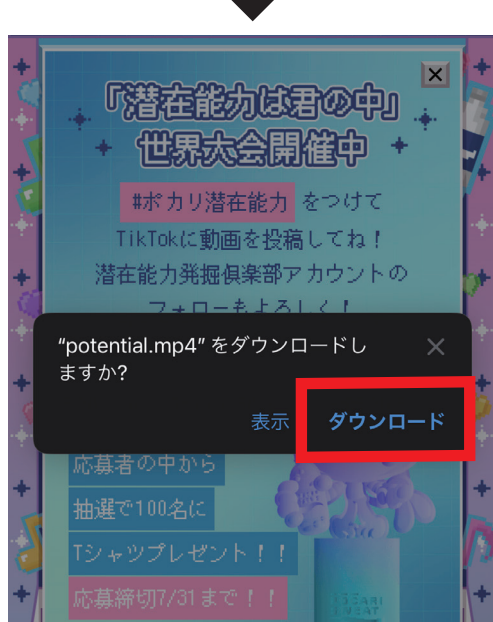 「潜在能力は君の中」
世界大会開催中
#ポカリ潜在能力 をつけて
TikTokに動画を投稿してね！
潜在能力発掘倶楽部アカウントの
フォローもよろしく！
“potential.mp4” をダウンロードし
ますか?
表示 ダウンロード
応募者の中から
抽選で100名に
Tシャツプレゼント！！
応募締切7/31まで！！